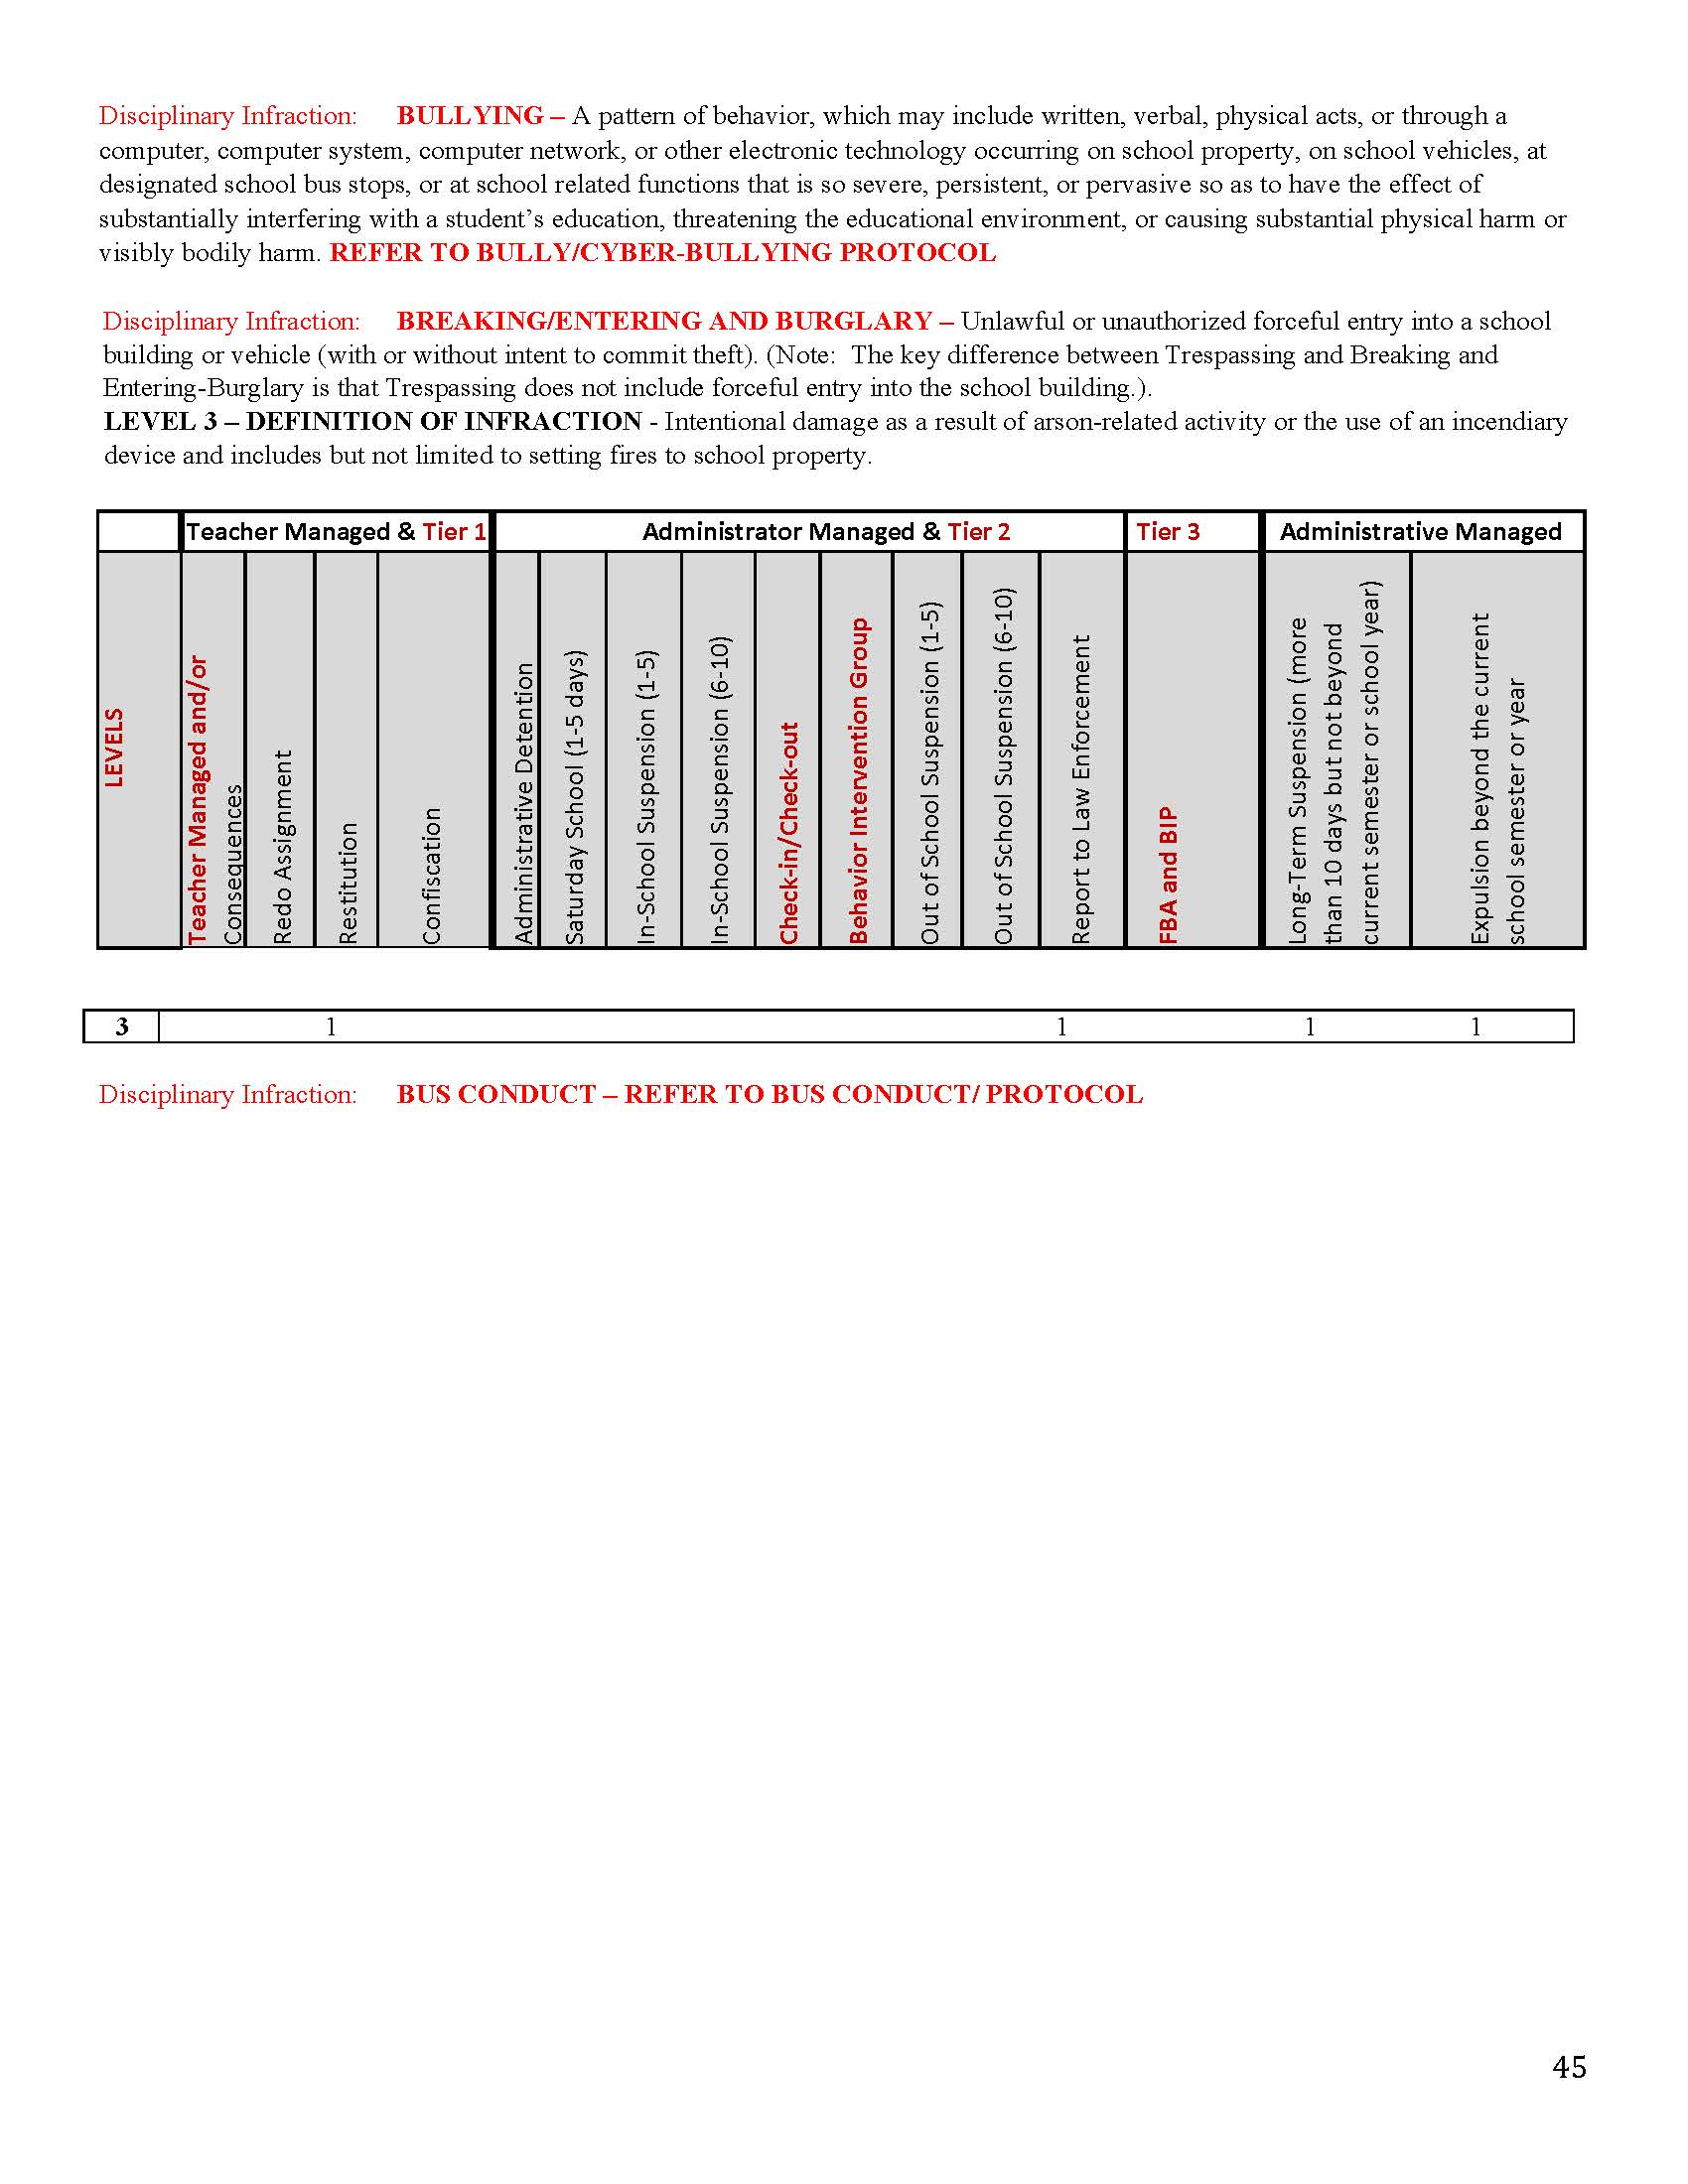 Disciplinary Infraction: BULLYING – A pattern of behavior, which may include written, verbal, physical acts, or through a
computer, computer system, computer network, or other electronic technology occurring on school property, on school vehicles, at
designated school bus stops, or at school related functions that is so severe, persistent, or pervasive so as to have the effect of
substantially interfering with a student’s education, threatening the educational environment, or causing substantial physical harm or
visibly bodily harm. REFER TO BULLY/CYBER-BULLYING PROTOCOL
Disciplinary Infraction: BREAKING/ENTERING AND BURGLARY – Unlawful or unauthorized forceful entry into a school
building or vehicle (with or without intent to commit theft). (Note: The key difference between Trespassing and Breaking and
Entering-Burglary is that Trespassing does not include forceful entry into the school building.).
LEVEL 3 – DEFINITION OF INFRACTION - Intentional damage as a result of arson-related activity or the use of an incendiary
device and includes but not limited to setting fires to school property.
Teacher Managed & Tier 1 Administrator Managed & Tier 2 Tier 3 Administrative Managed
LEVELS
Teacher Managed and/or
Consequences
Redo Assignment
Restitution
Confiscation
Administrative Detention
Saturday School (1-5 days)
In-School Suspension (1-5)
In-School Suspension (6-10)
Check-in/Check-out
Behavior Intervention Group
Out of School Suspension (1-5)
Out of School Suspension (6-10)
Report to Law Enforcement
FBA and BIP
Long-Term Suspension (more
than 10 days but not beyond
current semester or school year)
Expulsion beyond the current
school semester or year
3 1 1 1 1
Disciplinary Infraction: BUS CONDUCT – REFER TO BUS CONDUCT/ PROTOCOL
45